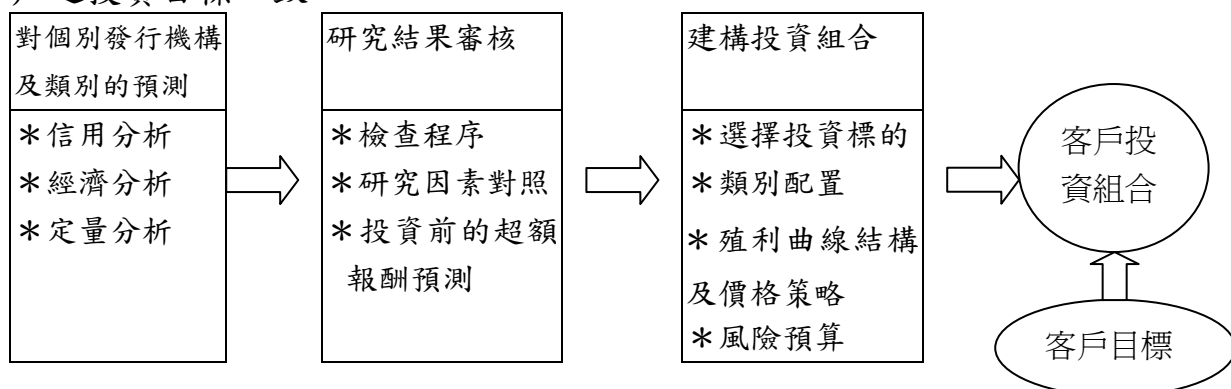 對個別發行機構
及類別的預測
＊信用分析
＊經濟分析
＊定量分析
研究結果審核
＊檢查程序
＊研究因素對照
＊投資前的超額
報酬預測
建構投資組合
＊選擇投資標的
＊類別配置
＊殖利曲線結構
及價格策略
＊風險預算
客戶投
資組合
客戶目標